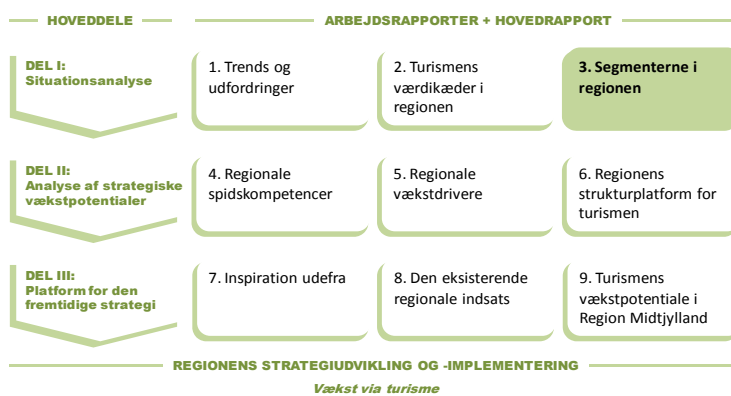 HOVEDDELE
ARBEJDSRAPPORTER + HOVEDRAPPORT
DEL I:
Situationsanalyse
1. Trends og
udfordringer
2. Turismens
værdikæder i
regionen
3. Segmenterne i
regionen
DEL II:
Analyse af strategiske
vækstpotentialer
4. Regionale
spidskompetencer
5. Regionale
vækstdrivere
6. Regionens
strukturplatform for
turismen
DEL III:
Platform for den
fremtidige strategi
7. Inspiration udefra
8. Den eksisterende
regionale indsats
9. Turismens
vækstpotentiale i
Region Midtjylland
REGIONENS STRATEGIUDVIKLING OG -IMPLEMENTERING
Vækst via turisme